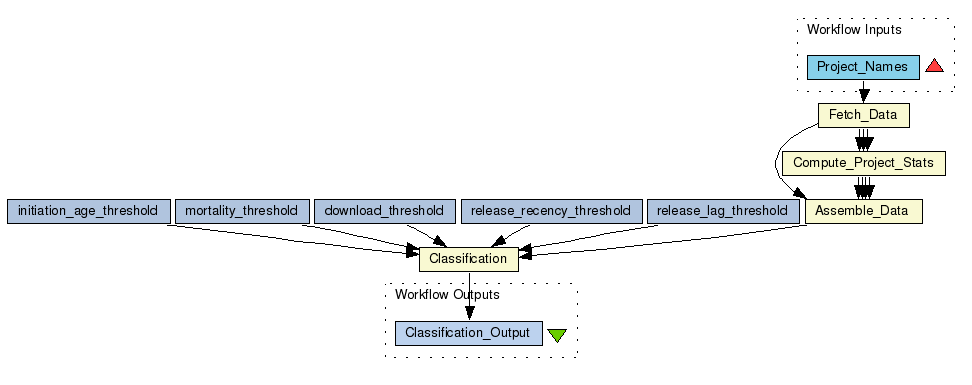 Workflow Inputs
Project_Names
Fetch_Data
Compute_Project_Stats
initiation_age_threshold
mortality_threshold
download_threshold
release_recency_threshold
release_lag_threshold
Assemble_Data
Classification
Workflow Outputs
Classification_Output